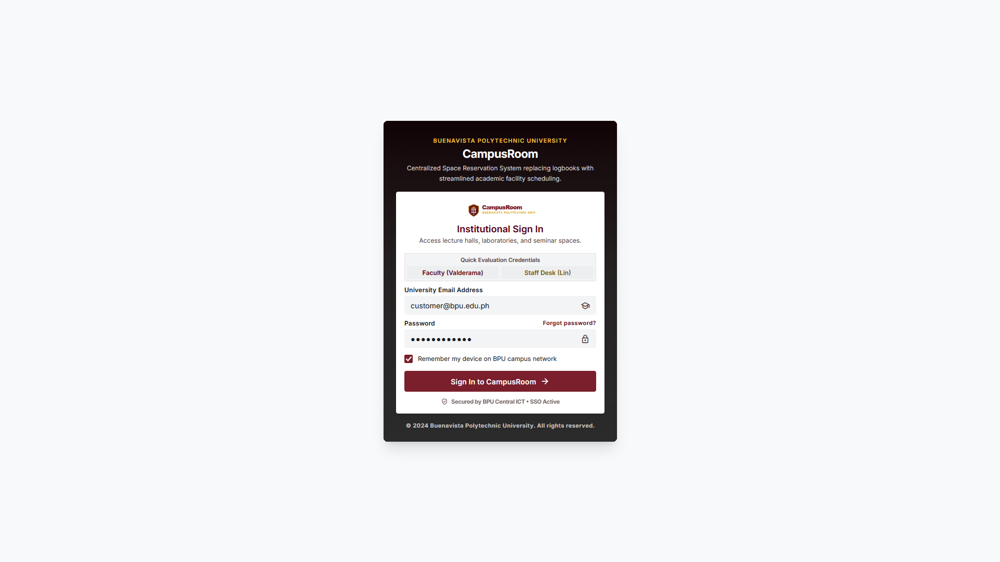 BUENAVISTA POLYTECHNIC UNIVERSITY
CampusRoom
Centralized Space Reservation System replacing logbooks with
streamlined academic facility scheduling.
CampusRoom
BUENAVISTA POLYTECHNIC UNIV
Institutional Sign In
Access lecture halls, laboratories, and seminar spaces.
Quick Evaluation Credentials
Faculty (Valderama)
Staff Desk (Lin)
University Email Address
customer@bpu.edu.ph
Password
Forgot password?
Remember my device on BPU campus network
Sign In to CampusRoom
Secured by BPU Central ICT • SSO Active
© 2024 Buenavista Polytechnic University. All rights reserved.